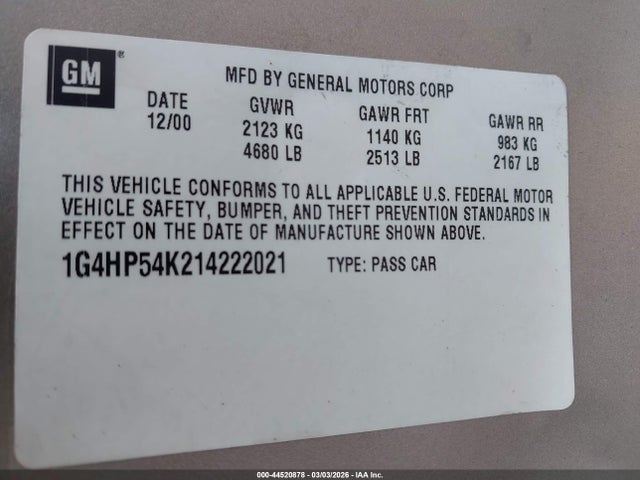 GM®
MFD BY GENERAL MOTORS CORP
DATE GVWR GAWR FRT GAWR RR
12/00 2123 KG 1140 KG 983 KG
4680 LB 2513 LB 2167 LB
THIS VEHICLE CONFORMS TO ALL APPLICABLE U.S. FEDERAL MOTOR
VEHICLE SAFETY, BUMPER, AND THEFT PREVENTION STANDARDS IN
EFFECT ON THE DATE OF MANUFACTURE SHOWN ABOVE.
1G4HP54K214222021 TYPE: PASS CAR
000-44520878 | 03/03/2026 | IAA Inc.